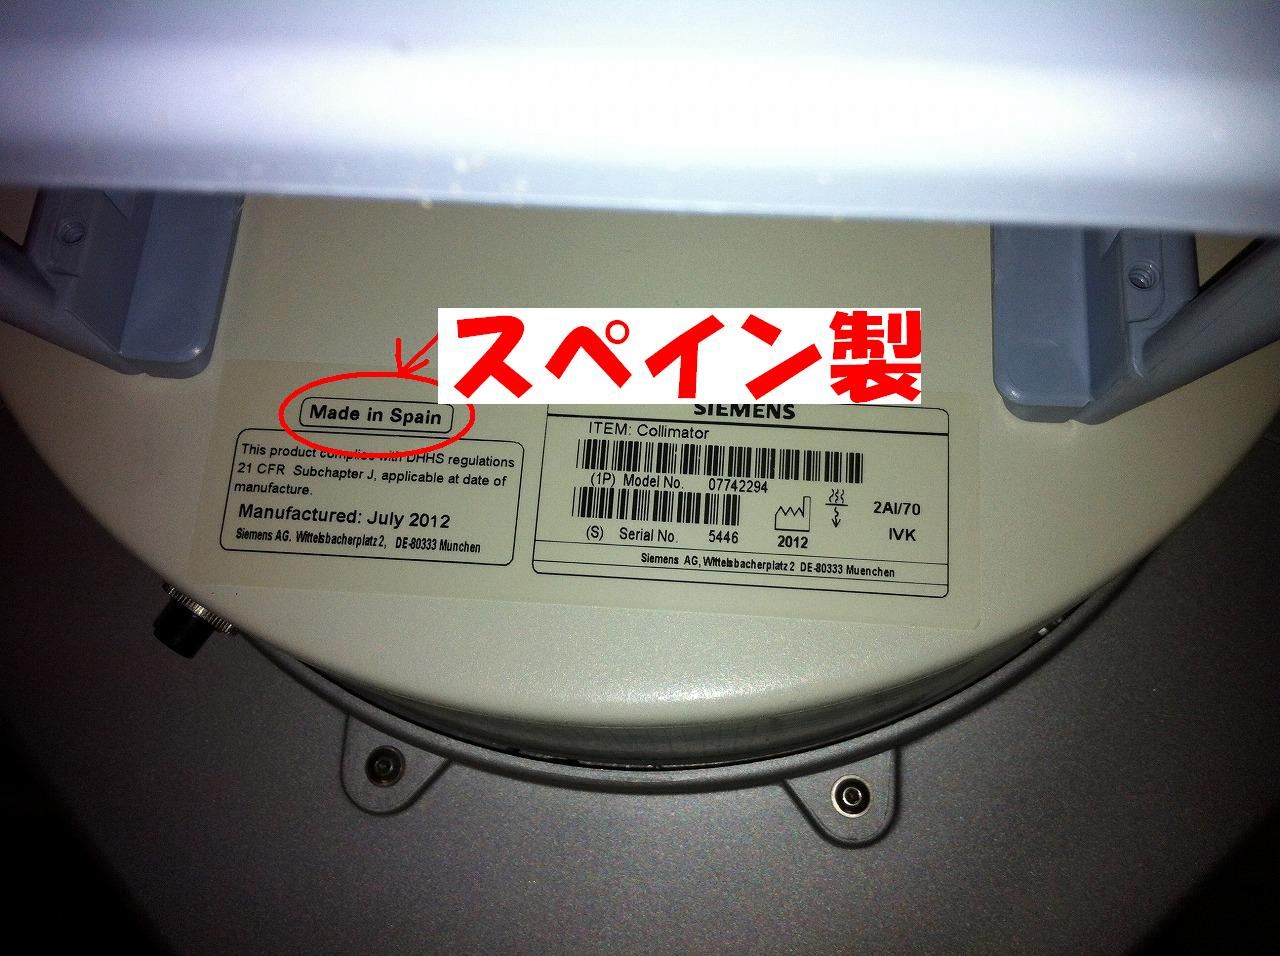 スペイン製
Made in Spain
This product complies with DHHS regulations
21 CFR Subchapter J, applicable at date of
manufacture.
Manufactured: July 2012
Siemens AG. Wittelsbacherplatz 2, DE-80333 Munchen
SIEMENS
ITEM: Collimator
(1P) Model No. 07742294
(S) Serial No. 5446
2012
2AI/70
IVK
Siemens AG, Wittelsbacherplatz 2 DE-80333 Muenchen